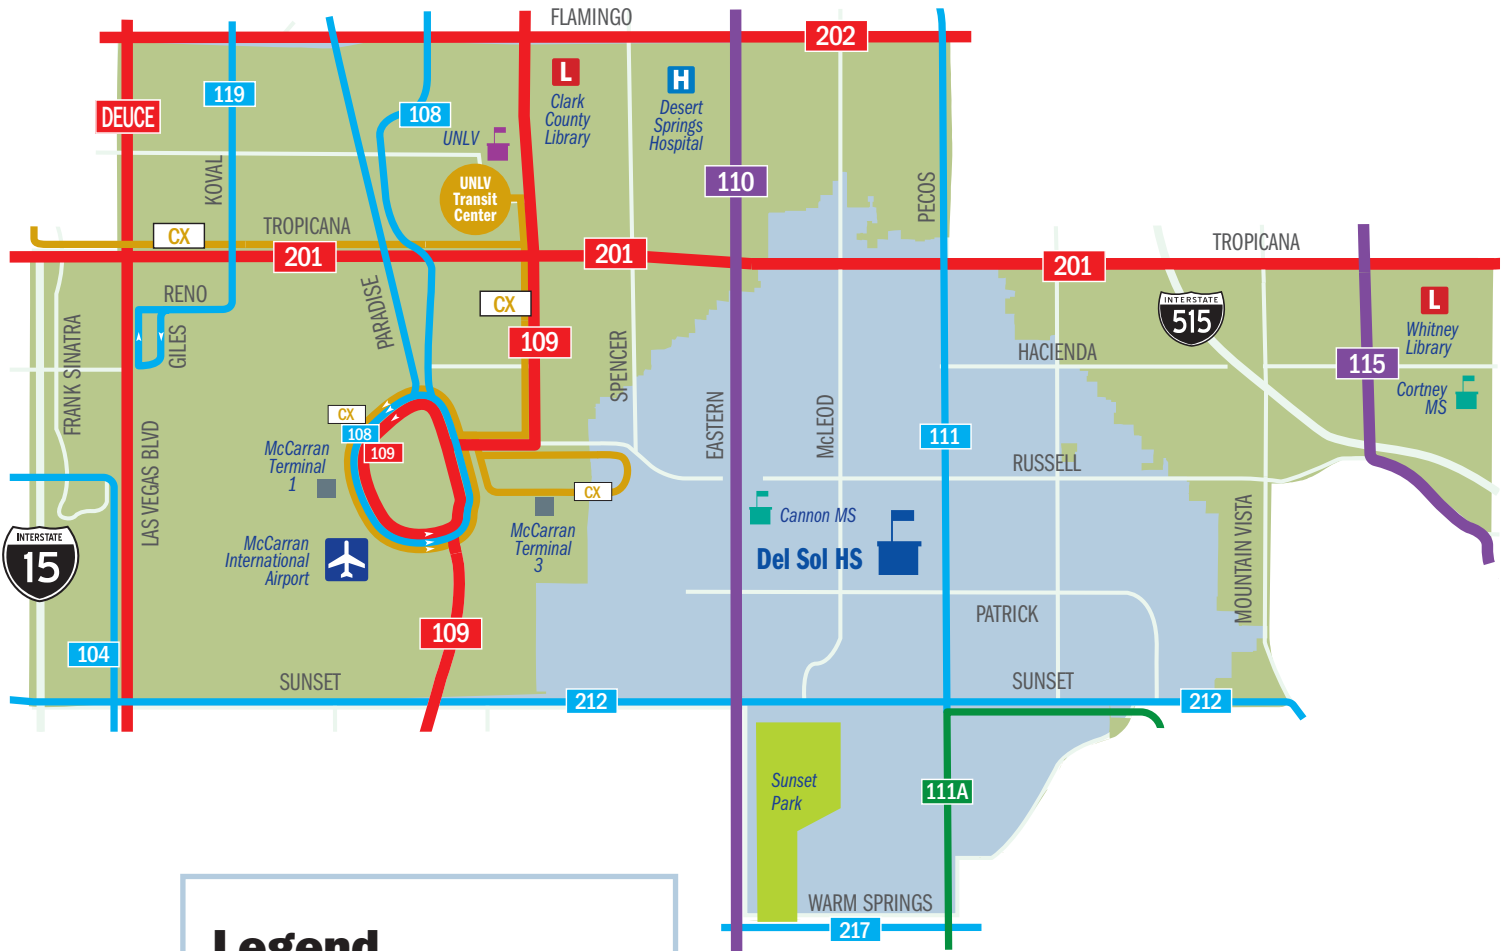 FLAMINGO
202
119
DEUCE
108
L
Clark
County
Library
H
Desert
Springs
Hospital
UNLV
KOVAL
110
UNLV
Transit
Center
PECOS
CX
TROPICANA
201
201
201
TROPICANA
RENO
GILES
PARADISE
CX
109
FRANK SINATRA
SPENCER
INTERSTATE
515
L
Whitney
Library
HACIENDA
115
Cortney
MS
LAS VEGAS BLVD
CX
108
109
McCarran
Terminal
1
EASTERN
McLEOD
111
RUSSELL
CX
McCarran
Terminal
3
Cannon MS
Del Sol HS
MOUNTAIN VISTA
INTERSTATE
15
McCarran
International
Airport
PATRICK
104
109
SUNSET
212
SUNSET
212
Sunset
Park
111A
WARM SPRINGS
217
Legend